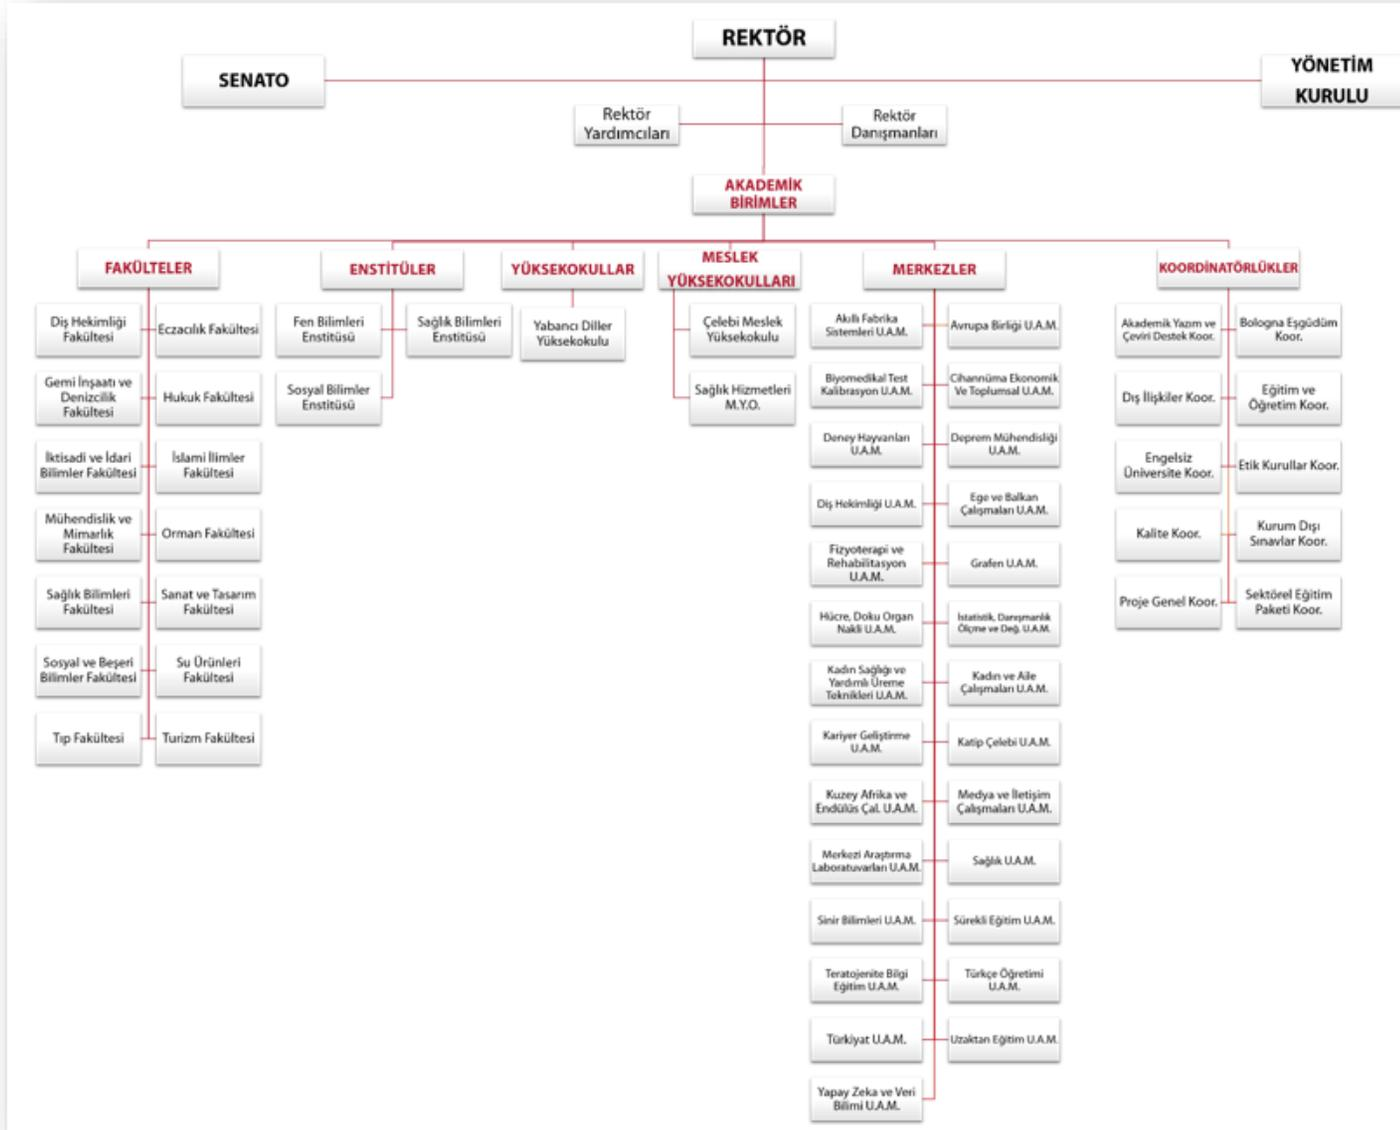 REKTÖR
SENATO
YÖNETİM
KURULU
Rektör
Yardımcıları
Rektör
Danışmanları
AKADEMİK
BİRİMLER
FAKÜLTELER
Diş Hekimliği
Fakültesi
Eczacılık Fakültesi
Gemi İnşaatı ve
Denizcilik
Fakültesi
Hukuk Fakültesi
İktisadi ve İdari
Bilimler Fakültesi
İslami İlimler
Fakültesi
Mühendislik ve
Mimarlık
Fakültesi
Orman Fakültesi
Sağlık Bilimleri
Fakültesi
Sanat ve Tasarım
Fakültesi
Sosyal ve Beşeri
Bilimler Fakültesi
Su Ürünleri
Fakültesi
Tıp Fakültesi
Turizm Fakültesi
ENSTİTÜLER
Fen Bilimleri
Enstitüsü
Sağlık Bilimleri
Enstitüsü
Sosyal Bilimler
Enstitüsü
YÜKSEKOKULLAR
Yabancı Diller
Yüksekokulu
MESLEK
YÜKSEKOKULLARI
Çelebi Meslek
Yüksekokulu
Sağlık Hizmetleri
M.Y.O.
MERKEZLER
Akıllı Fabrika
Sistemleri U.A.M.
Avrupa Birliği U.A.M.
Biyomedikal Test
Kalibrasyon U.A.M.
Cihannüma Ekonomik
Ve Toplumsal U.A.M.
Deney Hayvanları
U.A.M.
Deprem Mühendisliği
U.A.M.
Diş Hekimliği U.A.M.
Ege ve Balkan
Çalışmaları U.A.M.
Fizyoterapi ve
Rehabilitasyon
U.A.M.
Grafen U.A.M.
Hücre, Doku Organ
Nakli U.A.M.
İstatistik, Danışmanlık
Ölçme ve Değ. U.A.M.
Kadın Sağlığı ve
Yardımlı Üreme
Teknikleri U.A.M.
Kadın ve Aile
Çalışmaları U.A.M.
Kariyer Geliştirme
U.A.M.
Katip Çelebi U.A.M.
Kuzey Afrika ve
Endülüs Çal. U.A.M.
Medya ve İletişim
Çalışmaları U.A.M.
Merkezi Araştırma
Laboratuvarları U.A.M.
Sağlık U.A.M.
Sinir Bilimleri U.A.M.
Sürekli Eğitim U.A.M.
Teratojenite Bilgi
Eğitim U.A.M.
Türkçe Öğretimi
U.A.M.
Türkiyat U.A.M.
Uzaktan Eğitim U.A.M.
Yapay Zeka ve Veri
Bilimi U.A.M.
KOORDİNATÖRLÜKLER
Akademik Yazım ve
Çeviri Destek Koor.
Bologna Eşgüdüm
Koor.
Dış İlişkiler Koor.
Eğitim ve
Öğretim Koor.
Engelsiz
Üniversite Koor.
Etik Kurullar Koor.
Kalite Koor.
Kurum Dışı
Sınavlar Koor.
Proje Genel Koor.
Sektörel Eğitim
Paketi Koor.